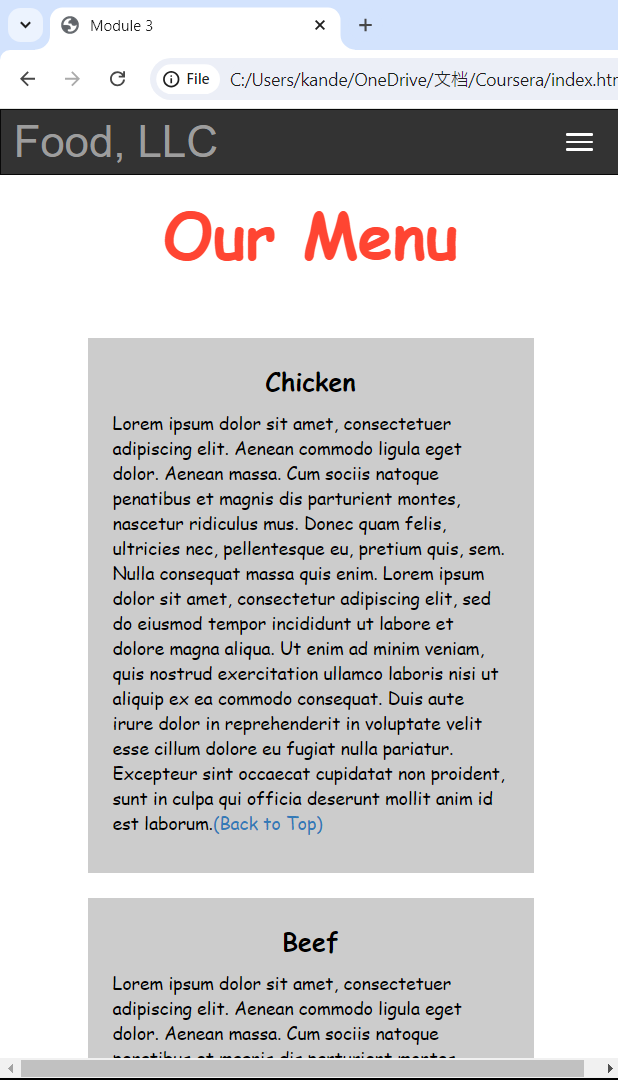 Module 3
File
C:/Users/kande/OneDrive/文档/Coursera/index.htm
Food, LLC
Our Menu
Chicken
Lorem ipsum dolor sit amet, consectetuer
adipiscing elit. Aenean commodo ligula eget
dolor. Aenean massa. Cum sociis natoque
penatibus et magnis dis parturient montes,
nascetur ridiculus mus. Donec quam felis,
ultricies nec, pellentesque eu, pretium quis, sem.
Nulla consequat massa quis enim. Lorem ipsum
dolor sit amet, consectetur adipiscing elit, sed
do eiusmod tempor incididunt ut labore et
dolore magna aliqua. Ut enim ad minim veniam,
quis nostrud exercitation ullamco laboris nisi ut
aliquip ex ea commodo consequat. Duis aute
irure dolor in reprehenderit in voluptate velit
esse cillum dolore eu fugiat nulla pariatur.
Excepteur sint occaecat cupidatat non proident,
sunt in culpa qui officia deserunt mollit anim id
est laborum.(Back to Top)
Beef
Lorem ipsum dolor sit amet, consectetuer
adipiscing elit. Aenean commodo ligula eget
dolor. Aenean massa. Cum sociis natoque
penatibus et magnis dis parturient montes,